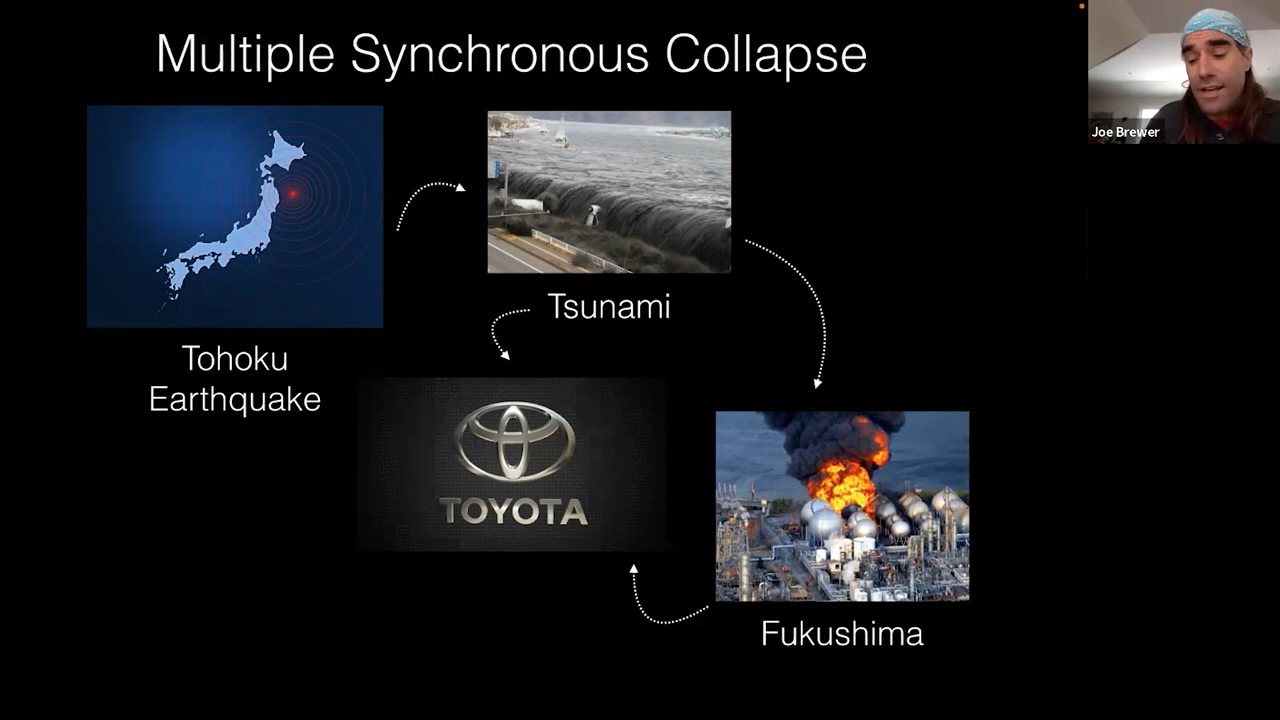 Multiple Synchronous Collapse
Joe Brewer
Tsunami
Tohoku
Earthquake
TOYOTA
Fukushima